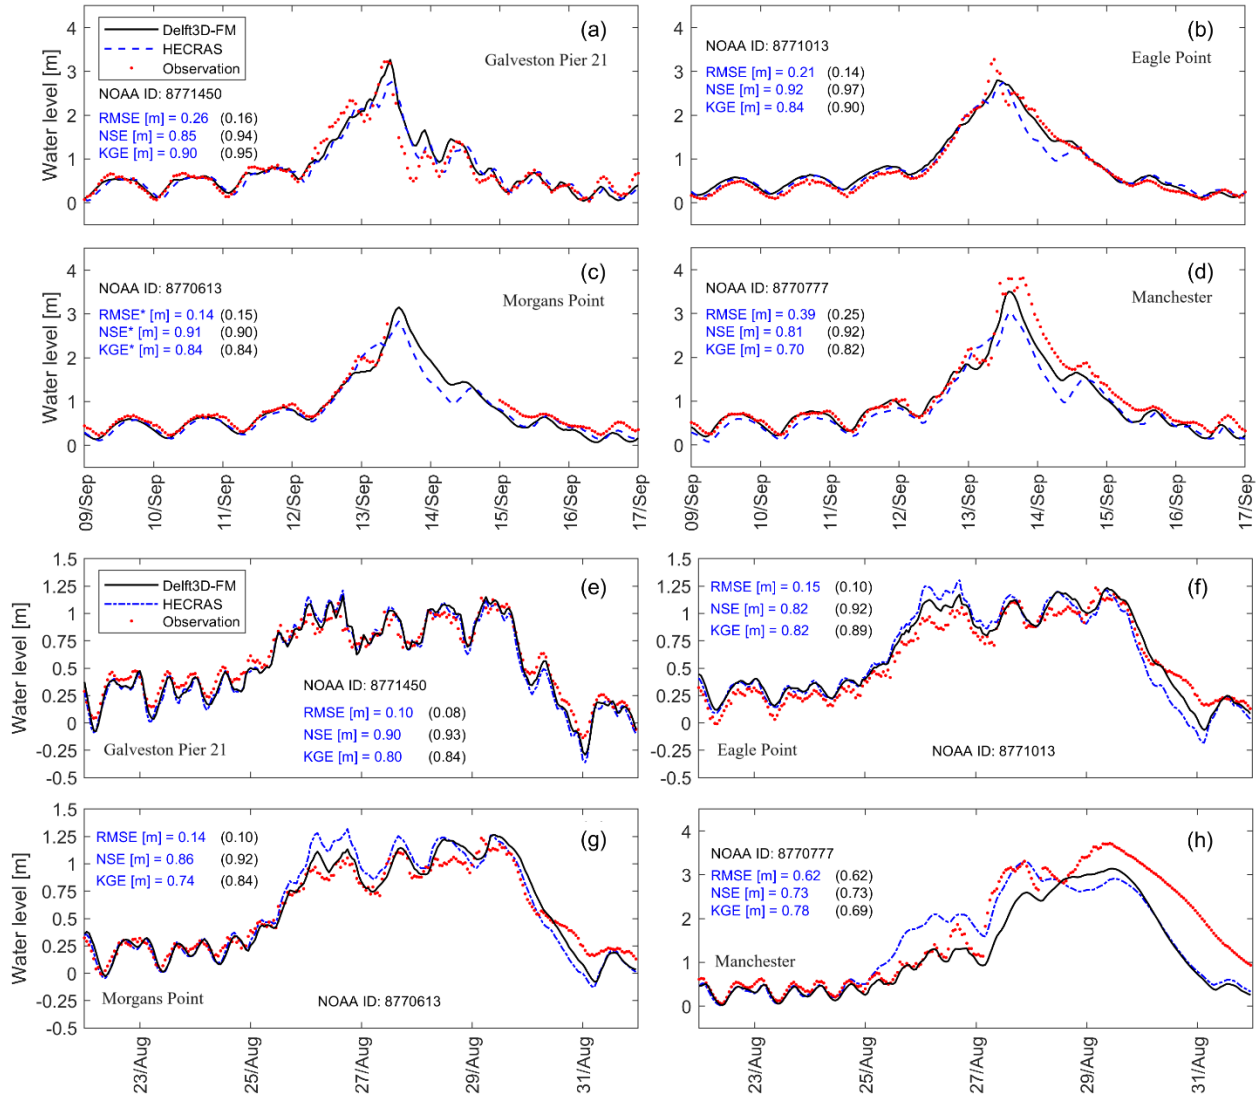 (a)
Delft3D-FM
HECRAS
Observation
Galveston Pier 21
NOAA ID: 8771450
RMSE [m] = 0.26 (0.16)
NSE [m] = 0.85 (0.94)
KGE [m] = 0.90 (0.95)
Water level [m]
4
3
2
1
0
(b)
NOAA ID: 8771013
Eagle Point
RMSE [m] = 0.21 (0.14)
NSE [m] = 0.92 (0.97)
KGE [m] = 0.84 (0.90)
4
3
2
1
0
(c)
NOAA ID: 8770613
Morgans Point
RMSE* [m] = 0.14 (0.15)
NSE* [m] = 0.91 (0.90)
KGE* [m] = 0.84 (0.84)
Water level [m]
4
3
2
1
0
09/Sep
10/Sep
11/Sep
12/Sep
13/Sep
14/Sep
15/Sep
16/Sep
17/Sep
(d)
NOAA ID: 8770777
Manchester
RMSE [m] = 0.39 (0.25)
NSE [m] = 0.81 (0.92)
KGE [m] = 0.70 (0.82)
4
3
2
1
0
09/Sep
10/Sep
11/Sep
12/Sep
13/Sep
14/Sep
15/Sep
16/Sep
17/Sep
(e)
Delft3D-FM
HECRAS
Observation
NOAA ID: 8771450
RMSE [m] = 0.10 (0.08)
NSE [m] = 0.90 (0.93)
KGE [m] = 0.80 (0.84)
Galveston Pier 21
Water level [m]
1.5
1.25
1
0.75
0.5
0.25
0
-0.25
-0.5
(f)
RMSE [m] = 0.15 (0.10)
NSE [m] = 0.82 (0.92)
KGE [m] = 0.82 (0.89)
Eagle Point
NOAA ID: 8771013
1.5
1.25
1
0.75
0.5
0.25
0
-0.25
-0.5
(g)
RMSE [m] = 0.14 (0.10)
NSE [m] = 0.86 (0.92)
KGE [m] = 0.74 (0.84)
Morgans Point
NOAA ID: 8770613
Water level [m]
1.5
1.25
1
0.75
0.5
0.25
0
-0.25
-0.5
23/Aug
25/Aug
27/Aug
29/Aug
31/Aug
(h)
NOAA ID: 8770777
RMSE [m] = 0.62 (0.62)
NSE [m] = 0.73 (0.73)
KGE [m] = 0.78 (0.69)
Manchester
4
3
2
1
0
23/Aug
25/Aug
27/Aug
29/Aug
31/Aug